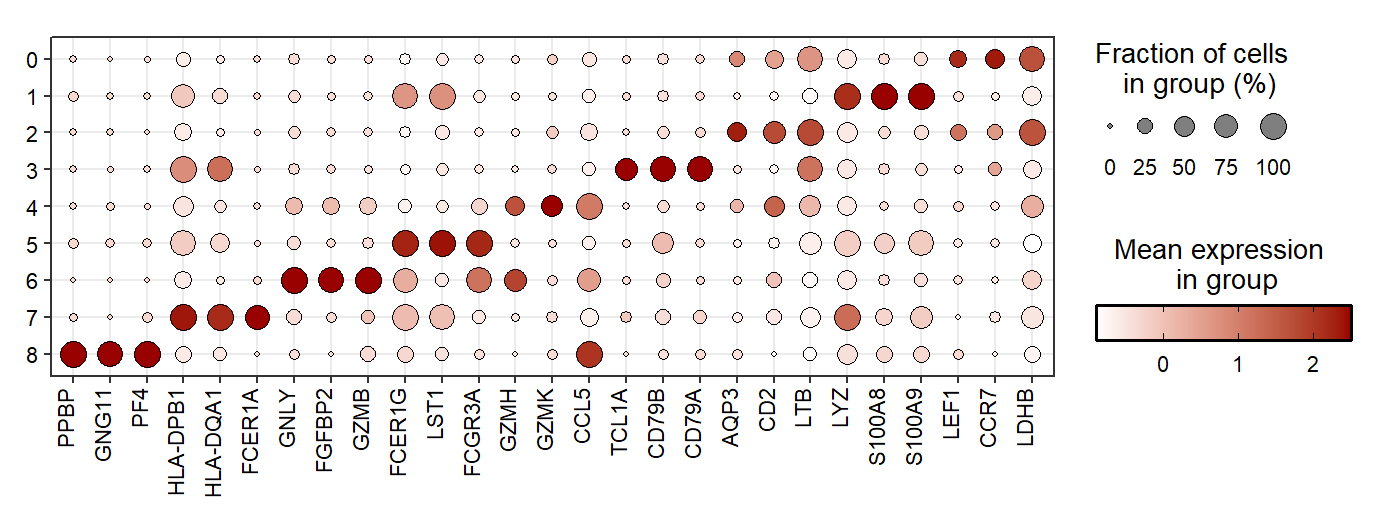 0
1
2
3
4
5
6
7
8
PPBP
GNG11
PF4
HLA-DPB1
HLA-DQA1
FCER1A
GNLY
FGFBP2
GZMB
FCER1G
LST1
FCGR3A
GZMH
GZMK
CCL5
TCL1A
CD79B
CD79A
AQP3
CD2
LTB
LYZ
S100A8
S100A9
LEF1
CCR7
LDHB
Fraction of cells
in group (%)
0 25 50 75 100
Mean expression
in group
0 1 2